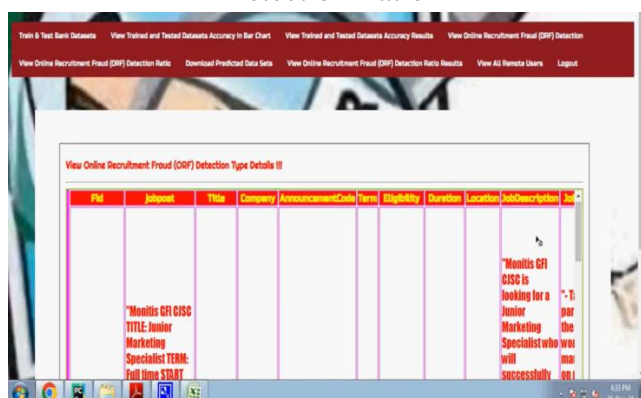 Train & Test Bank Datasets View Trained and Tested Datasets Accuracy in Bar Chart View Trained and Tested Datasets Accuracy Results View Online Recruitment Fraud (ORF) Detection
View Online Recruitment Fraud (ORF) Detection Ratio Download Predicted Data Sets View Online Recruitment Fraud (ORF) Detection Ratio Results View All Remote Users Logout
View Online Recruitment Fraud (ORF) Detection Type Details !!!
Fid Jobpost Title Company AnnouncementCode Term Eligibility Duration Location JobDescription
"Monitis GFI CJSC
TITLE: Junior
Marketing
Specialist TERM:
Full time START
"Monitis GFI
CJSC is
looking for a
Junior
Marketing
Specialist who
will
successfully
4:33 PM